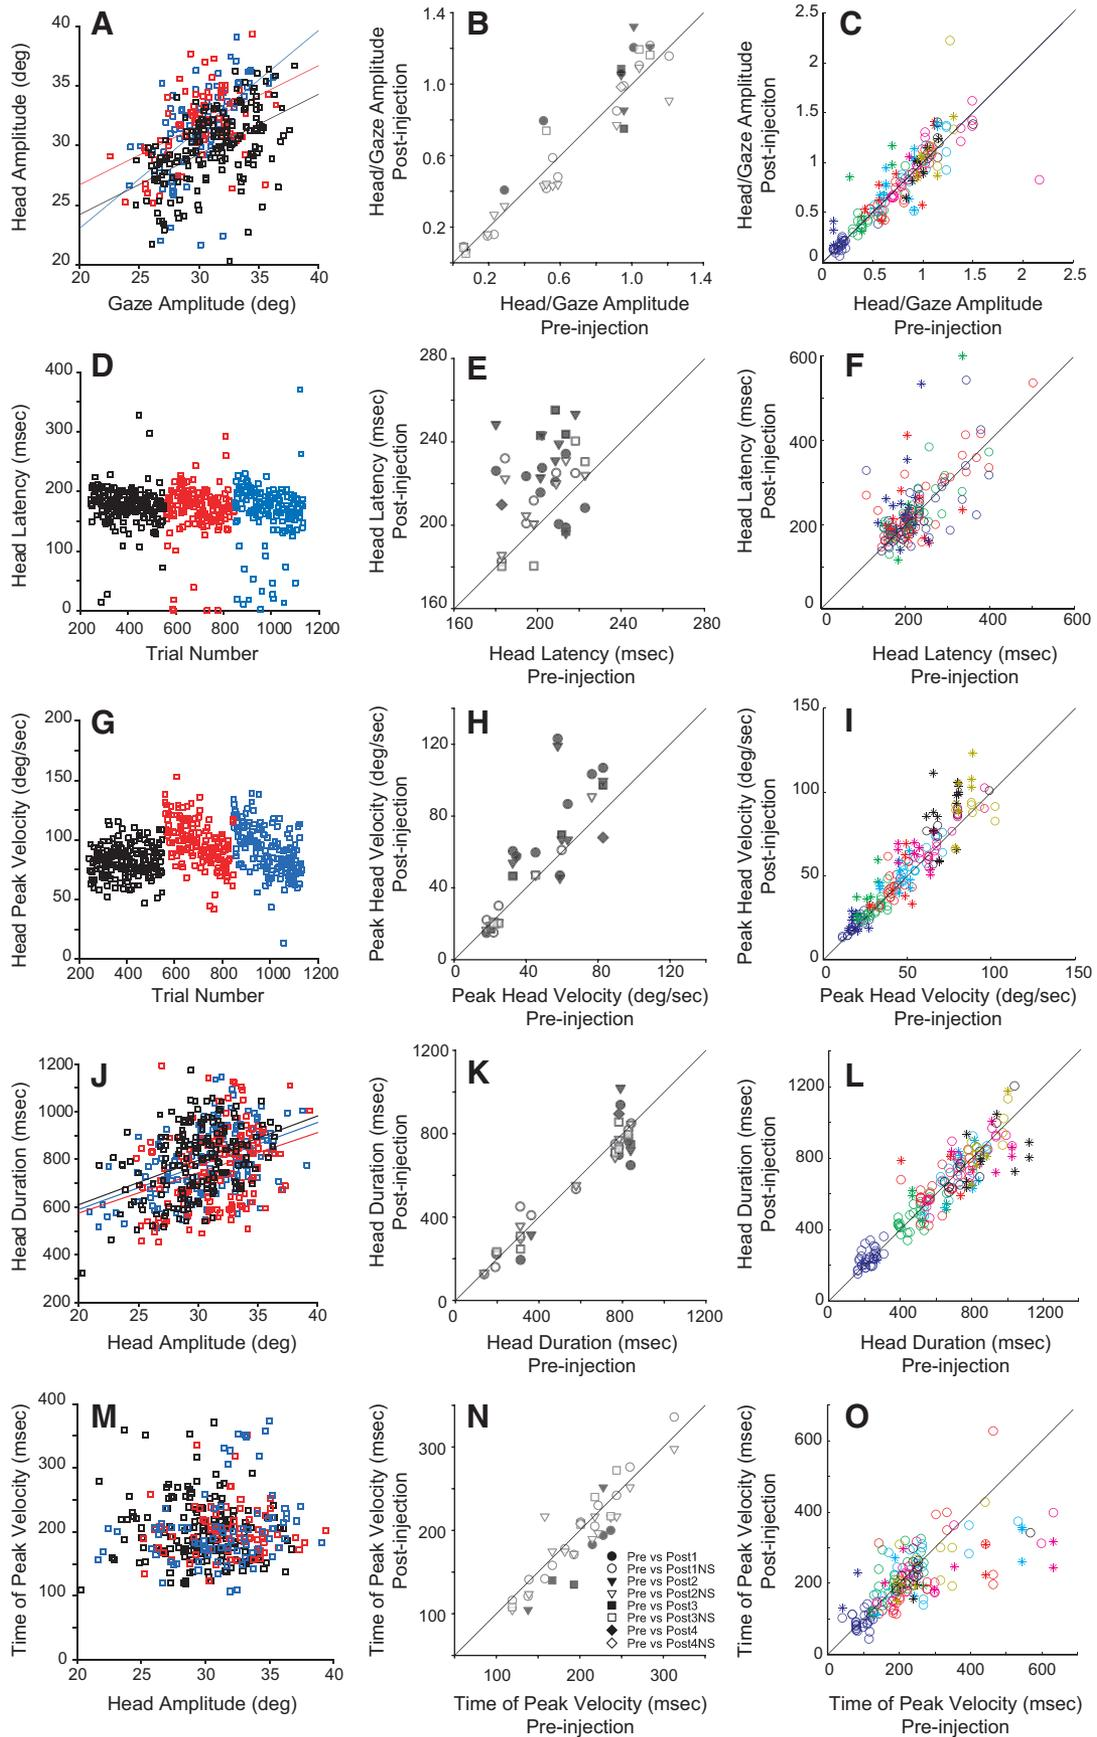 A
Head Amplitude (deg)
40
35
30
25
20
20 25 30 35 40
Gaze Amplitude (deg)
B
Head/Gaze Amplitude
Post-injection
1.4
1.0
0.6
0.2
0.2 0.6 1.0 1.4
Head/Gaze Amplitude
Pre-injection
C
Head/Gaze Amplitude
Post-injeciton
2.5
2
1.5
1
0.5
0
0 0.5 1 1.5 2 2.5
Head/Gaze Amplitude
Pre-injection
D
Head Latency (msec)
400
300
200
100
0
200 400 600 800 1000 1200
Trial Number
E
Head Latency (msec)
Post-injection
280
240
200
160
160 200 240 280
Head Latency (msec)
Pre-injection
F
Head Latency (msec)
Post-injection
600
400
200
0
0 200 400 600
Head Latency (msec)
Pre-injection
G
Head Peak Velocity (deg/sec)
200
150
100
50
0
200 400 600 800 1000 1200
Trial Number
H
Peak Head Velocity (deg/sec)
Post-injection
120
80
40
0
0 40 80 120
Peak Head Velocity (deg/sec)
Pre-injection
I
Peak Head Velocity (deg/sec)
Post-injection
150
100
50
0
0 50 100 150
Peak Head Velocity (deg/sec)
Pre-injection
J
Head Duration (msec)
1200
1000
800
600
400
200
20 25 30 35 40
Head Amplitude (deg)
K
Head Duration (msec)
Post-injection
1200
800
400
0
0 400 800 1200
Head Duration (msec)
Pre-injection
L
Head Duration (msec)
Post-injection
1200
800
400
0
0 400 800 1200
Head Duration (msec)
Pre-injection
M
Time of Peak Velocity (msec)
400
300
200
100
0
20 25 30 35 40
Head Amplitude (deg)
N
Time of Peak Velocity (msec)
Post-injection
300
200
100
100 200 300
Pre vs Post1
Pre vs Post1NS
Pre vs Post2
Pre vs Post2NS
Pre vs Post3
Pre vs Post3NS
Pre vs Post4
Pre vs Post4NS
Time of Peak Velocity (msec)
Pre-injection
O
Time of Peak Velocity (msec)
Post-injection
600
400
200
0
0 200 400 600
Time of Peak Velocity (msec)
Pre-injection